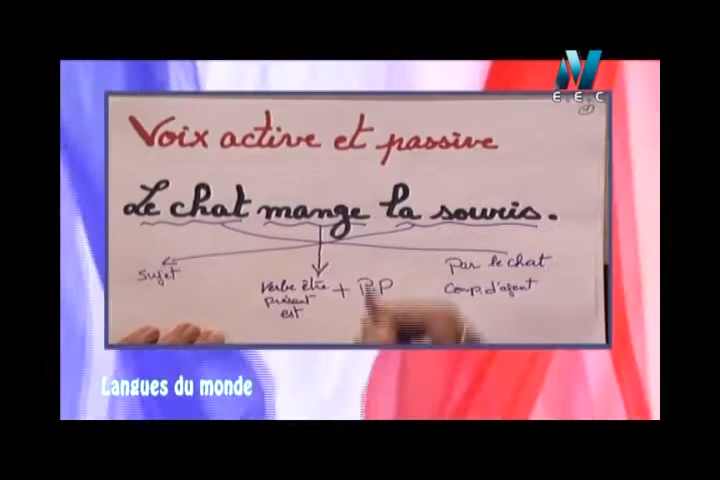 E.E.C
Voix active et passive
Le chat mange la souris.
sujet
Verbe être + P.P
présent
est
par le chat
Comp. d'agent
Langues du monde